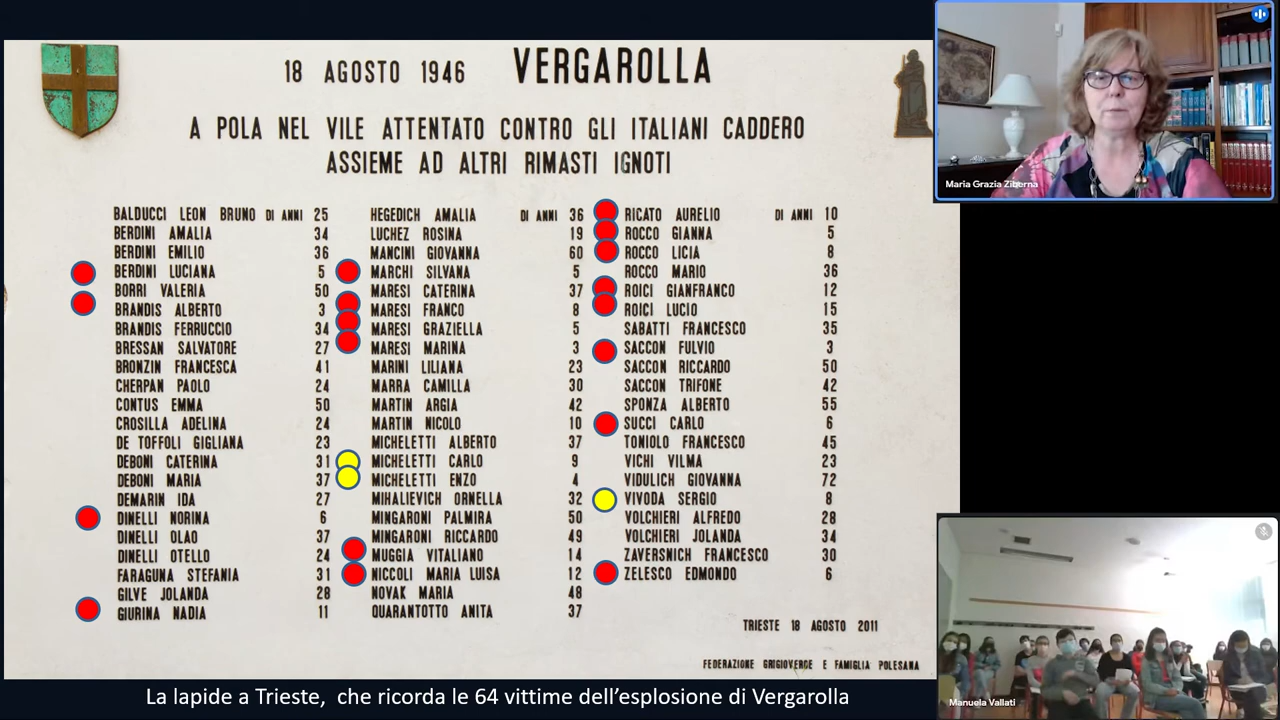 18 AGOSTO 1946 VERGAROLLA
A POLA NEL VILE ATTENTATO CONTRO GLI ITALIANI CADDERO
ASSIEME AD ALTRI RIMASTI IGNOTI
BALDUCCI LEON BRUNO DI ANNI 25
BERDINI AMALIA 34
BERDINI EMILIO 36
BERDINI LUCIANA 5
BORRI VALERIA 50
BRANDIS ALBERTO 3
BRANDIS FERRUCCIO 34
BRESSAN SALVATORE 27
BRONZIN FRANCESCA 41
CHERPAN PAOLO 24
CONTUS EMMA 50
CROSILLA ADELINA 24
DE TOFFOLI GIGLIANA 23
DEBONI CATERINA 31
DEBONI MARIA 37
DEMARIN IDA 27
DINELLI NORINA 6
DINELLI OLAO 37
DINELLI OTELLO 24
FARAGUNA STEFANIA 31
GILVE JOLANDA 28
GIURINA NADIA 11
HEGEDICH AMALIA DI ANNI 36
LUCHEZ ROSINA 19
MANCINI GIOVANNA 60
MARCHI SILVANA 5
MARESI CATERINA 37
MARESI FRANCO 8
MARESI GRAZIELLA 5
MARESI MARINA 3
MARINI LILIANA 23
MARRA CAMILLA 30
MARTIN ARGIA 42
MARTIN NICOLO 10
MICHELETTI ALBERTO 37
MICHELETTI CARLO 9
MICHELETTI ENZO 4
MIHALIEVICH ORNELLA 32
MINGARONI PALMIRA 50
MINGARONI RICCARDO 49
MUGGIA VITALIANO 14
NICCOLI MARIA LUISA 12
NOVAK MARIA 48
QUARANTOTTO ANITA 37
RICATO AURELIO DI ANNI 10
ROCCO GIANNA 5
ROCCO LICIA 8
ROCCO MARIO 36
ROICI GIANFRANCO 12
ROICI LUCIO 15
SABATTI FRANCESCO 35
SACCON FULVIO 3
SACCON RICCARDO 50
SACCON TRIFONE 42
SPONZA ALBERTO 55
SUCCI CARLO 6
TONIOLO FRANCESCO 45
VICHI VILMA 23
VIDULICH GIOVANNA 72
VIVODA SERGIO 8
VOLCHIERI ALFREDO 28
VOLCHIERI JOLANDA 34
ZAVERSNICH FRANCESCO 30
ZELESCO EDMONDO 6
TRIESTE 18 AGOSTO 2011
FEDERAZIONE GRIGIOVERDE E FAMIGLIA POLESANA
La lapide a Trieste, che ricorda le 64 vittime dell'esplosione di Vergarolla
Maria Grazia Ziberna
Manuela Vallati